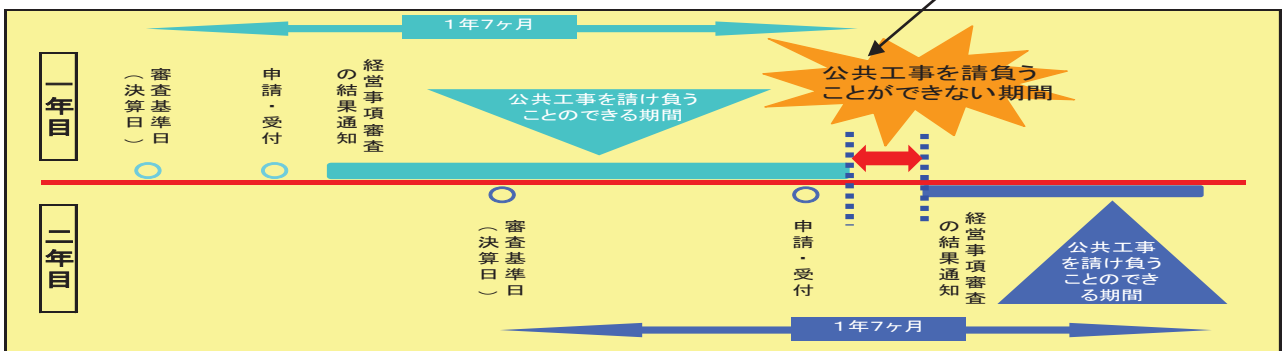 1年7ヶ月
一年目
審査基準日
（決算日）
申請・受付
経営事項審査
の結果通知
公共工事を請け負う
ことのできる期間
公共工事を請負う
ことができない期間
二年目
審査基準日
（決算日）
申請・受付
経営事項審査
の結果通知
公共工事
を請け負う
ことのでき
る期間
1年7ヶ月